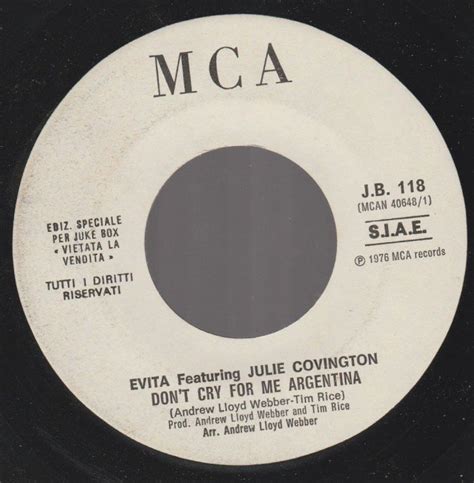 MCA
J.B. 118
(MCAN 40648/1)
S.I.A.E.
℗ 1976 MCA records
EDIZ. SPECIALE
PER JUKE BOX
« VIETATA LA
VENDITA »
TUTTI I DIRITTI
RISERVATI
EVITA Featuring JULIE COVINGTON
DON'T CRY FOR ME ARGENTINA
(Andrew Lloyd Webber-Tim Rice)
Prod. Andrew Lloyd Webber and Tim Rice
Arr. Andrew Lloyd Webber